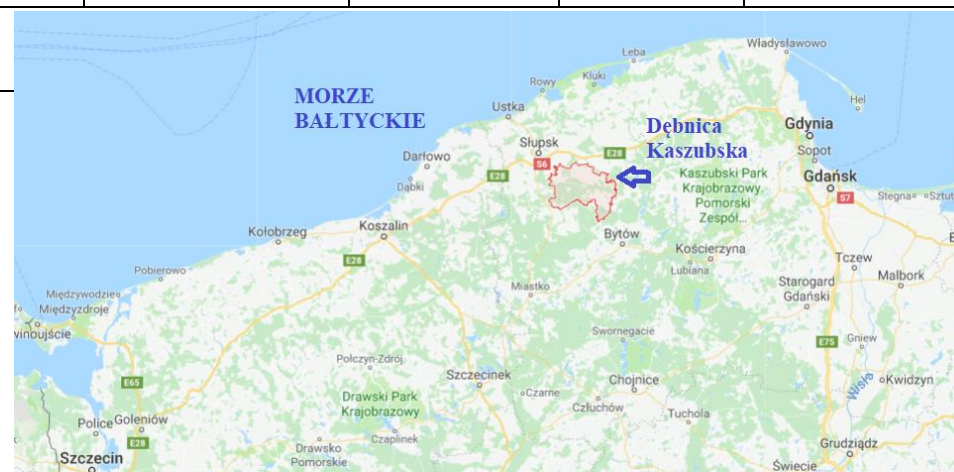 Władysławowo
Łeba
Kluki
Rowy
MORZE
BAŁTYCKIE
Ustka
Hel
Dębnica
Kaszubska
Gdynia
Słupsk
Sopot
E28
S6
Darłowo
Kaszubski Park
Krajobrazowy.
Pomorski
Zespół...
Gdańsk
E28
Dąbki
S7
Stegna
Sztut
Kołobrzeg
Koszalin
Bytów
Kościerzyna
E28
Tczew
Lubiana
Pobierowo
Malbork
Starogard
Gdański
Miastko
Międzywodzie
Międzyzdroje
winoujście
Swornegacie
E75
Gniew
Połczyn-Zdrój
Szczecinek
Chojnice
Wisła
Kwidzyn
E65
Czarne
Drawski Park
Krajobrazowy
Człuchów
Tuchola
Police
Goleniów
E28
Czaplinek
Drawsko
Pomorskie
Grudziądz
Szczecin
Świecie